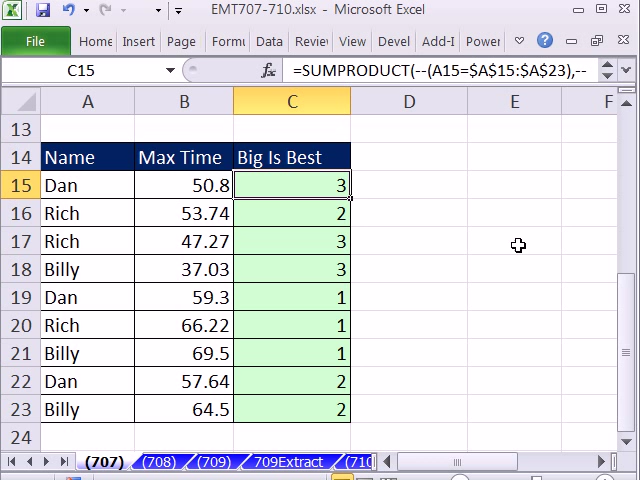 EMT707-710.xlsx - Microsoft Excel
File Home Insert Page Formu Data Reviev View Devel Add-I Power
C15 fx =SUMPRODUCT(--(A15=$A$15:$A$23),--
A B C D E F
13
14 Name Max Time Big Is Best
15 Dan 50.8 3
16 Rich 53.74 2
17 Rich 47.27 3
18 Billy 37.03 3
19 Dan 59.3 1
20 Rich 66.22 1
21 Billy 69.5 1
22 Dan 57.64 2
23 Billy 64.5 2
24
(707) (708) (709) 709Extract (710